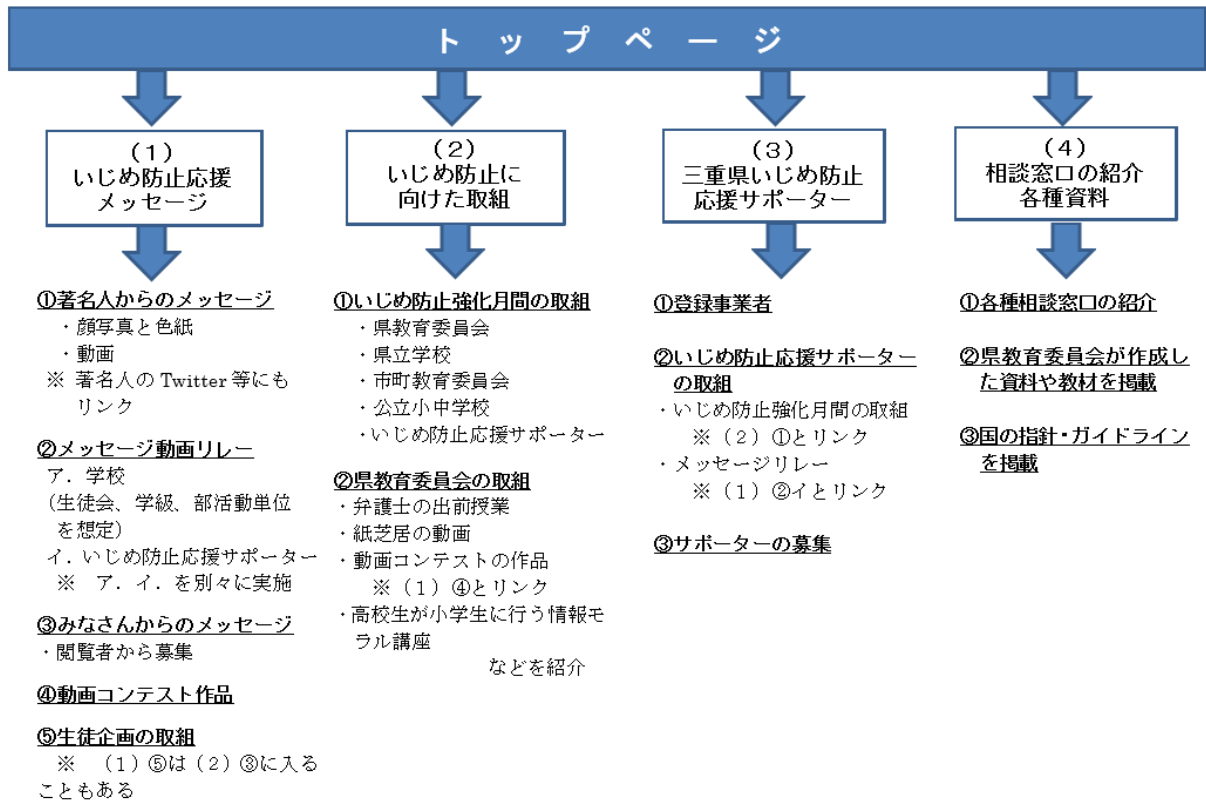 トップページ
（１）
いじめ防止応援
メッセージ
①著名人からのメッセージ
・顔写真と色紙
・動画
※ 著名人の Twitter 等にも
リンク
②メッセージ動画リレー
ア．学校
（生徒会、学級、部活動単位
を想定）
イ．いじめ防止応援サポーター
※　ア．イ．を別々に実施
③みなさんからのメッセージ
・閲覧者から募集
④動画コンテスト作品
⑤生徒企画の取組
※　（１）⑤は（２）③に入る
こともある
（２）
いじめ防止に
向けた取組
①いじめ防止強化月間の取組
・県教育委員会
・県立学校
・市町教育委員会
・公立小中学校
・いじめ防止応援サポーター
②県教育委員会の取組
・弁護士の出前授業
・紙芝居の動画
・動画コンテストの作品
※（１）④とリンク
・高校生が小学生に行う情報モ
ラル講座
などを紹介
（３）
三重県いじめ防止
応援サポーター
①登録事業者
②いじめ防止応援サポーター
の取組
・いじめ防止強化月間の取組
※（２）①とリンク
・メッセージリレー
※（１）②イとリンク
③サポーターの募集
（４）
相談窓口の紹介
各種資料
①各種相談窓口の紹介
②県教育委員会が作成し
た資料や教材を掲載
③国の指針・ガイドライン
を掲載